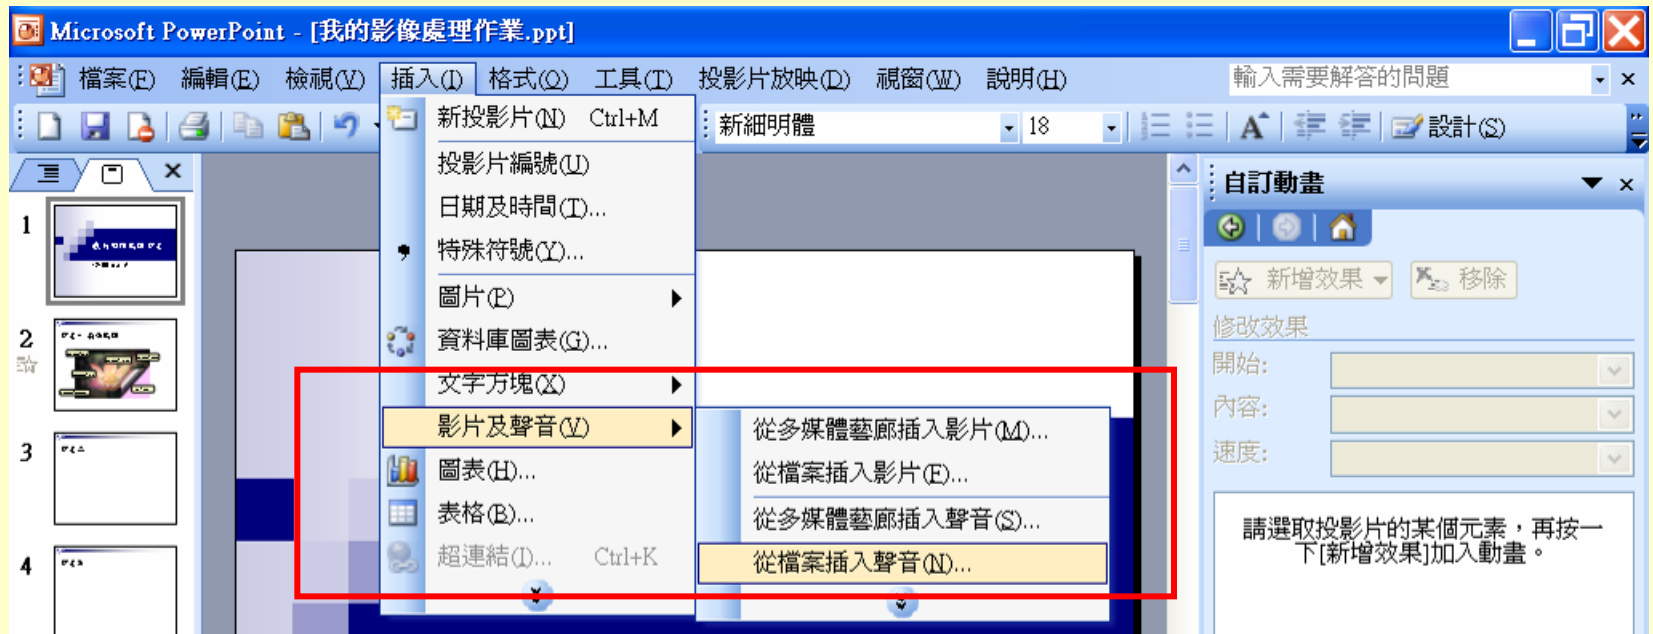 Microsoft PowerPoint - [我的影像處理作業.ppt]
檔案(F) 編輯(E) 檢視(V) 插入(I) 格式(O) 工具(T) 投影片放映(D) 視窗(W) 說明(H) 輸入需要解答的問題
新細明體 18 設計(S)
新投影片(N) Ctrl+M
投影片編號(U)
日期及時間(T)...
特殊符號(Y)...
圖片(P)
資料庫圖表(G)...
文字方塊(X)
影片及聲音(V)
圖表(H)...
表格(B)...
超連結(I)... Ctrl+K
從多媒體藝廊插入影片(M)...
從檔案插入影片(F)...
從多媒體藝廊插入聲音(S)...
從檔案插入聲音(N)...
1
2
3
4
自訂動畫
新增效果 移除
修改效果
開始:
內容:
速度:
請選取投影片的某個元素，再按一
下[新增效果]加入動畫。